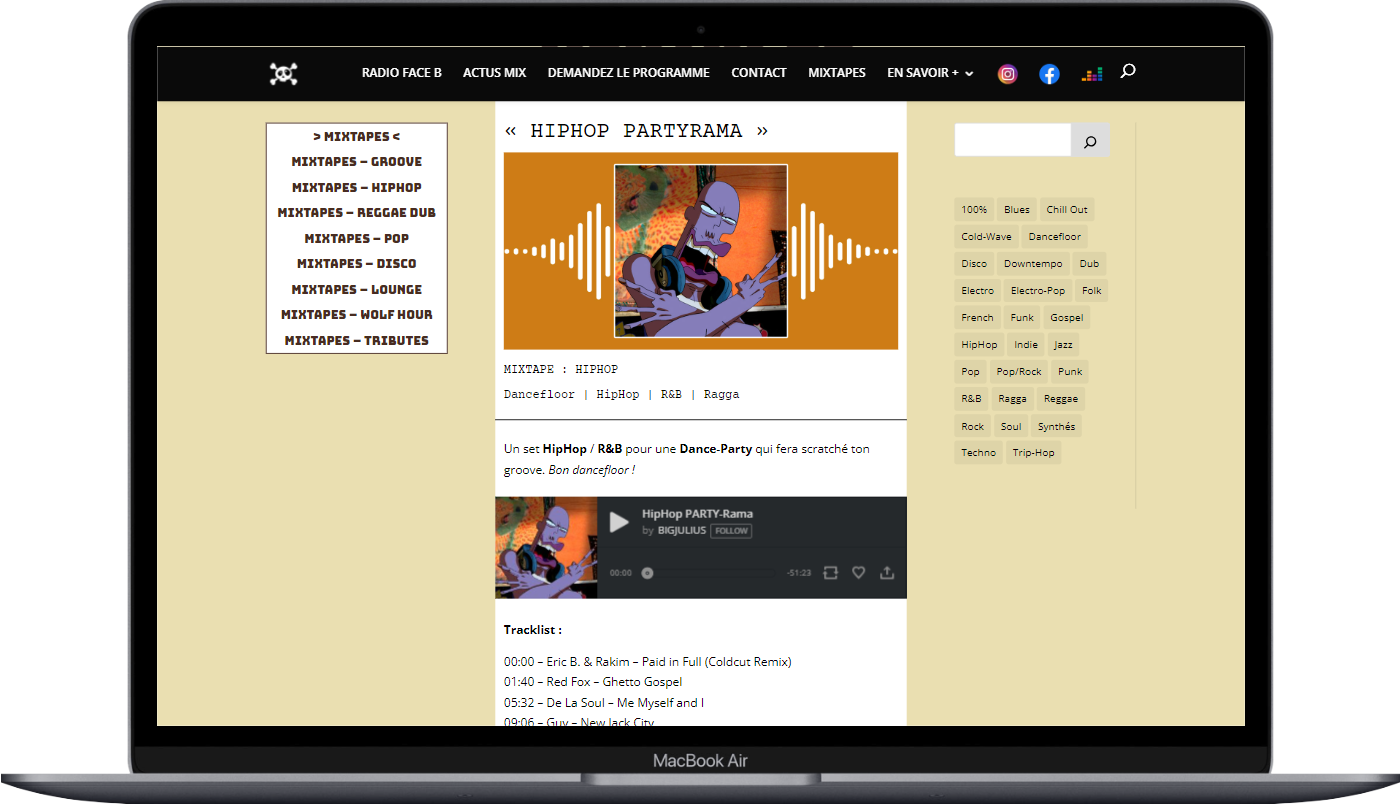 RADIO FACE B ACTUS MIX DEMANDEZ LE PROGRAMME CONTACT MIXTAPES EN SAVOIR +
> MIXTAPES <
MIXTAPES – GROOVE
MIXTAPES – HIPHOP
MIXTAPES – REGGAE DUB
MIXTAPES – POP
MIXTAPES – DISCO
MIXTAPES – LOUNGE
MIXTAPES – WOLF HOUR
MIXTAPES – TRIBUTES
« HIPHOP PARTYRAMA »
MIXTAPE : HIPHOP
Dancefloor | HipHop | R&B | Ragga
Un set HipHop / R&B pour une Dance-Party qui fera scratché ton
groove. Bon dancefloor !
HipHop PARTY-Rama
by BIGJULIUS FOLLOW
00:00 -51:23
Tracklist :
00:00 – Eric B. & Rakim – Paid in Full (Coldcut Remix)
01:40 – Red Fox – Ghetto Gospel
05:32 – De La Soul – Me Myself and I
09:06 – Guy – New Jack City
100% Blues Chill Out
Cold-Wave Dancefloor
Disco Downtempo Dub
Electro Electro-Pop Folk
French Funk Gospel
HipHop Indie Jazz
Pop Pop/Rock Punk
R&B Ragga Reggae
Rock Soul Synthés
Techno Trip-Hop
MacBook Air